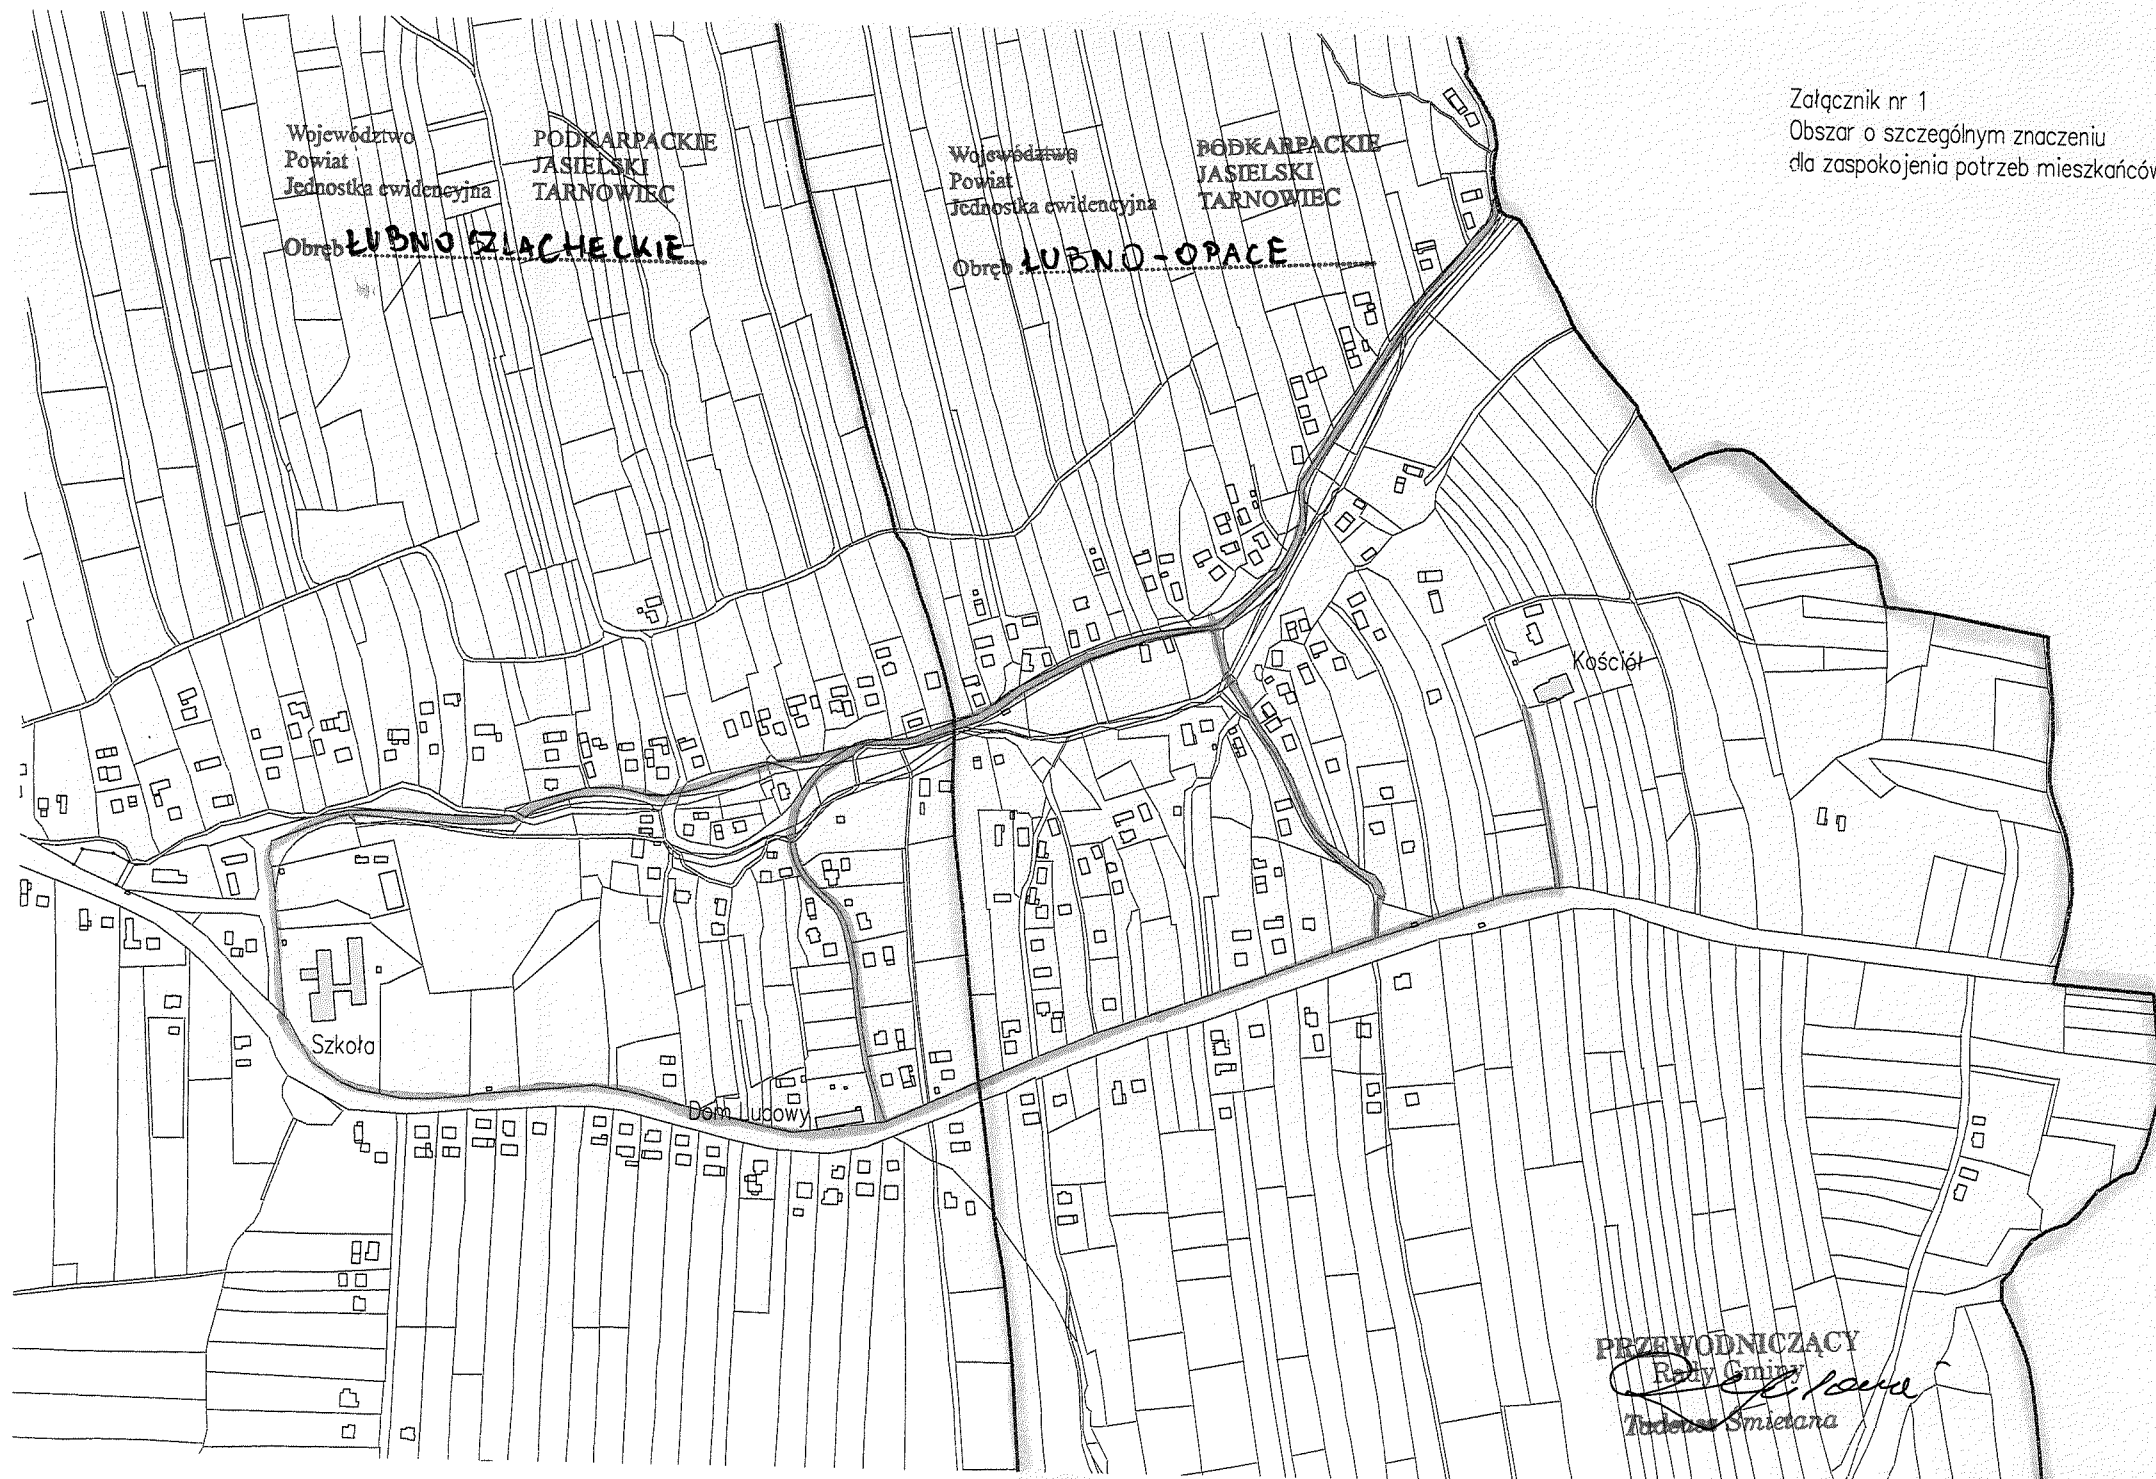 Załącznik nr 1
Obszar o szczególnym znaczeniu
dla zaspokojenia potrzeb mieszkańców
Województwo PODKARPACKIE
Powiat JASIELSKI
Jednostka ewidencyjna TARNOWIEC
Obręb ŁUBNO SZLACHECKIE
Województwo PODKARPACKIE
Powiat JASIELSKI
Jednostka ewidencyjna TARNOWIEC
Obręb ŁUBNO-OPACE
Kościół
Szkoła
Dom Ludowy
PRZEWODNICZĄCY
Rady Gminy
Tadeusz Śmietana